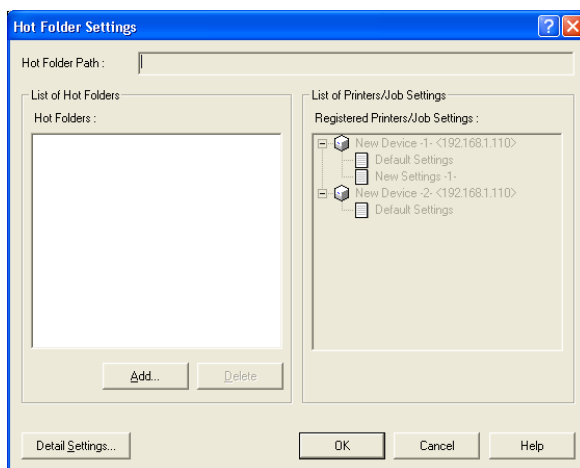 Hot Folder Settings
Hot Folder Path :
List of Hot Folders
Hot Folders :
Add...
Delete
List of Printers/Job Settings
Registered Printers/Job Settings :
New Device -1- <192.168.1.110>
Default Settings
New Settings -1-
New Device -2- <192.168.1.110>
Default Settings
Detail Settings...
OK
Cancel
Help